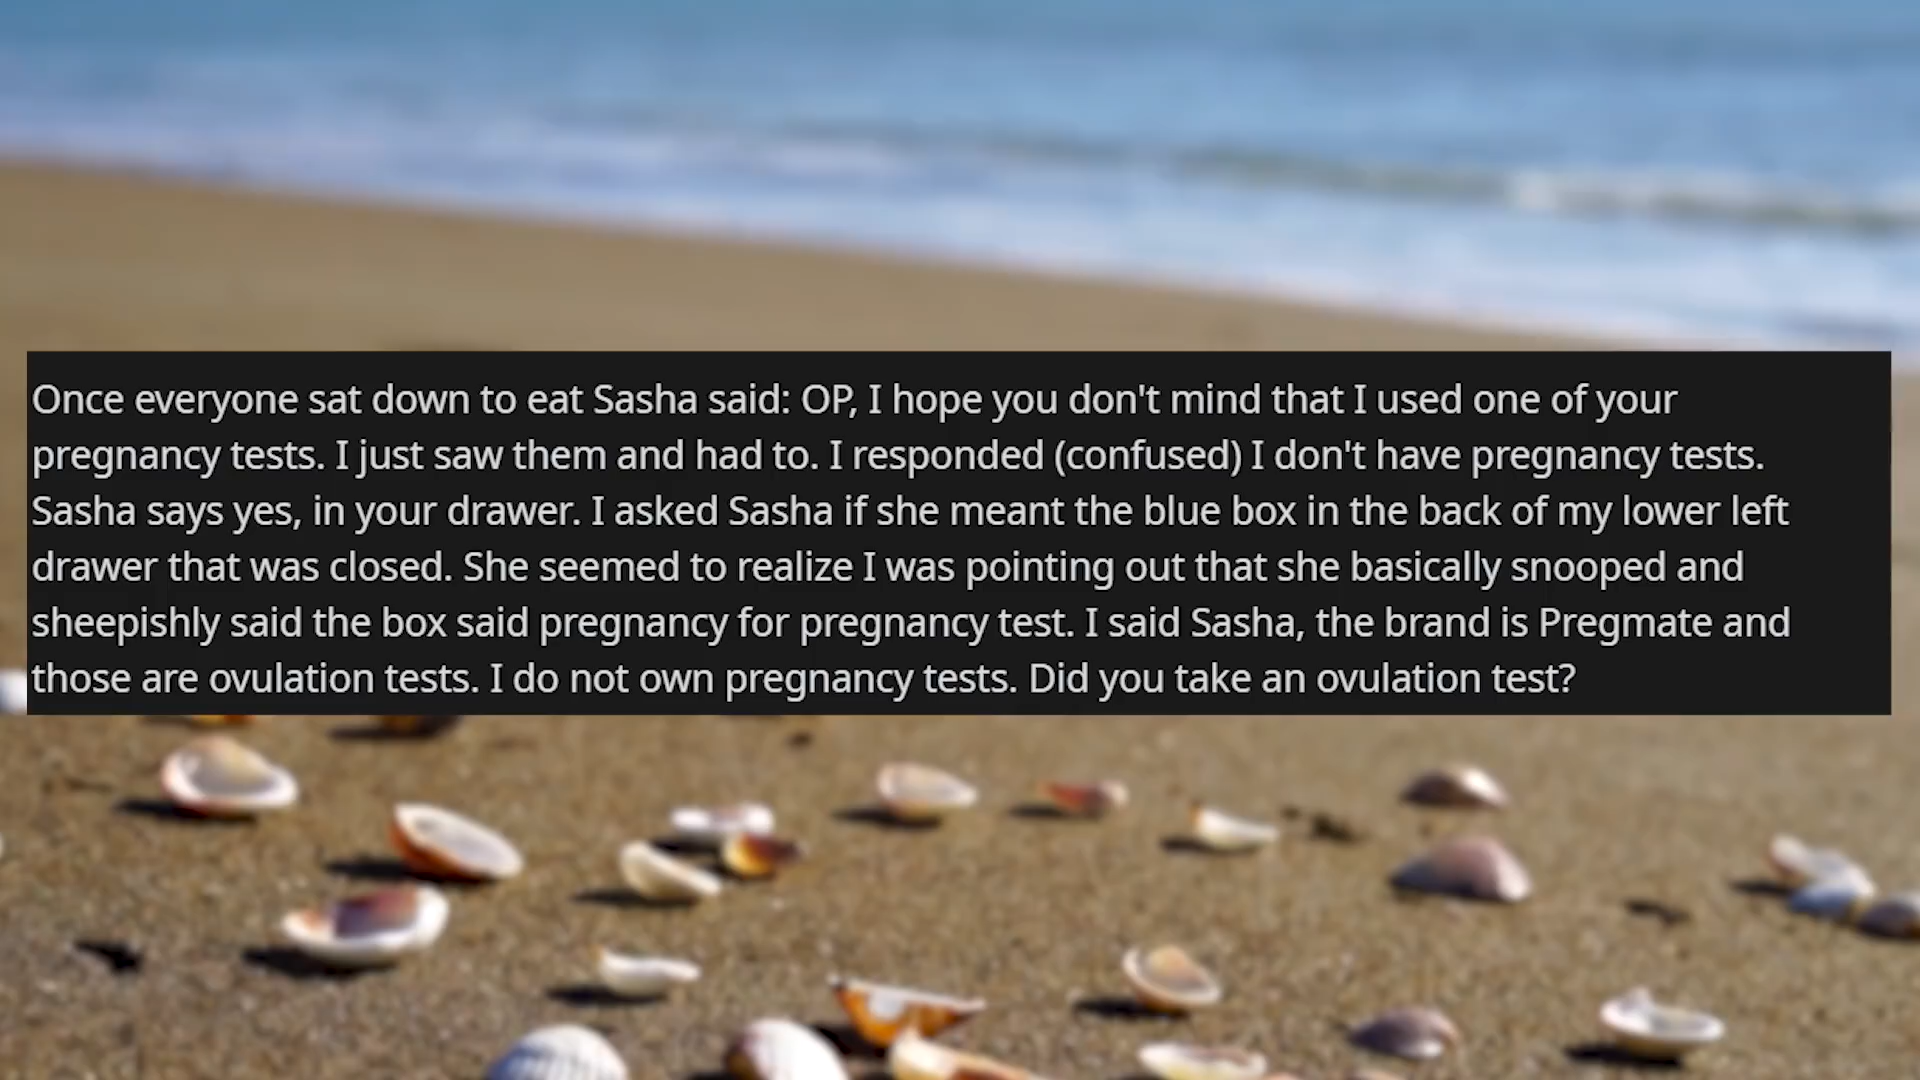 Once everyone sat down to eat Sasha said: OP, I hope you don't mind that I used one of your
pregnancy tests. I just saw them and had to. I responded (confused) I don't have pregnancy tests.
Sasha says yes, in your drawer. I asked Sasha if she meant the blue box in the back of my lower left
drawer that was closed. She seemed to realize I was pointing out that she basically snooped and
sheepishly said the box said pregnancy for pregnancy test. I said Sasha, the brand is Pregmate and
those are ovulation tests. I do not own pregnancy tests. Did you take an ovulation test?